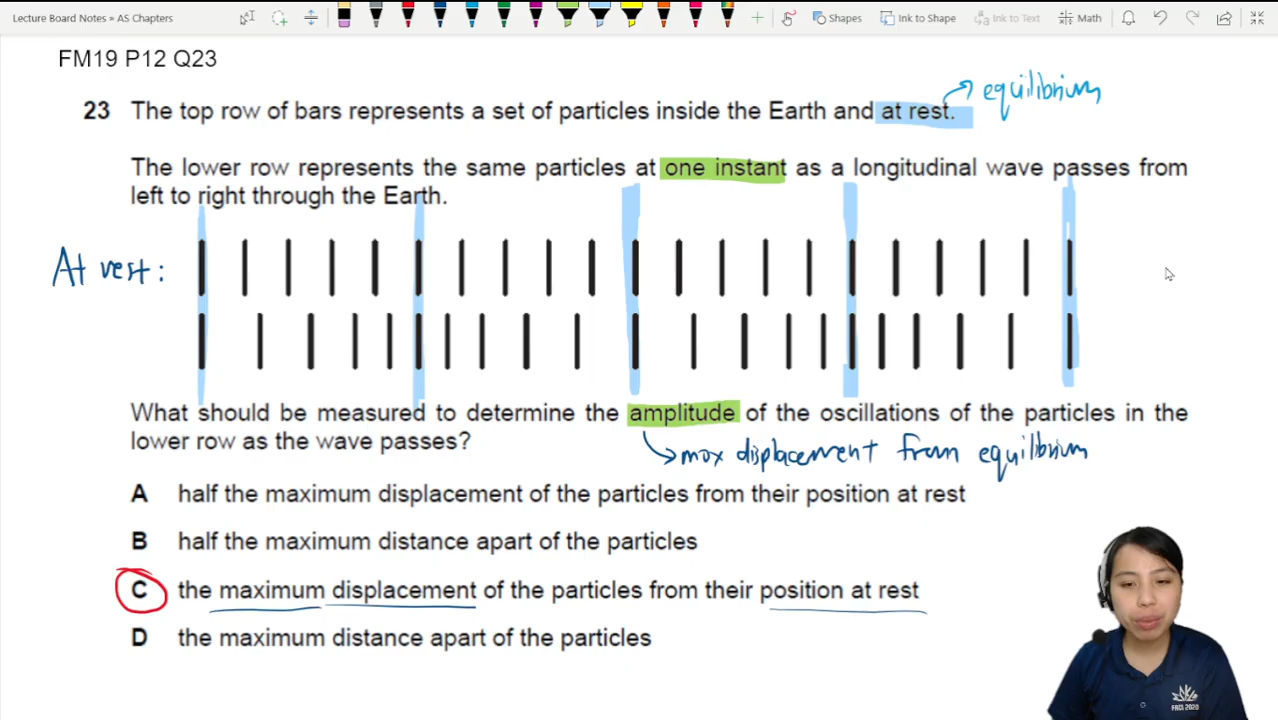 Lecture Board Notes » AS Chapters
Shapes
Ink to Shape
Ink to Text
Math
FM19 P12 Q23
equilibrium
23 The top row of bars represents a set of particles inside the Earth and at rest.
The lower row represents the same particles at one instant as a longitudinal wave passes from
left to right through the Earth.
At rest:
What should be measured to determine the amplitude of the oscillations of the particles in the
lower row as the wave passes?
max displacement from equilibrium
A half the maximum displacement of the particles from their position at rest
B half the maximum distance apart of the particles
C the maximum displacement of the particles from their position at rest
D the maximum distance apart of the particles
FRCI 2020